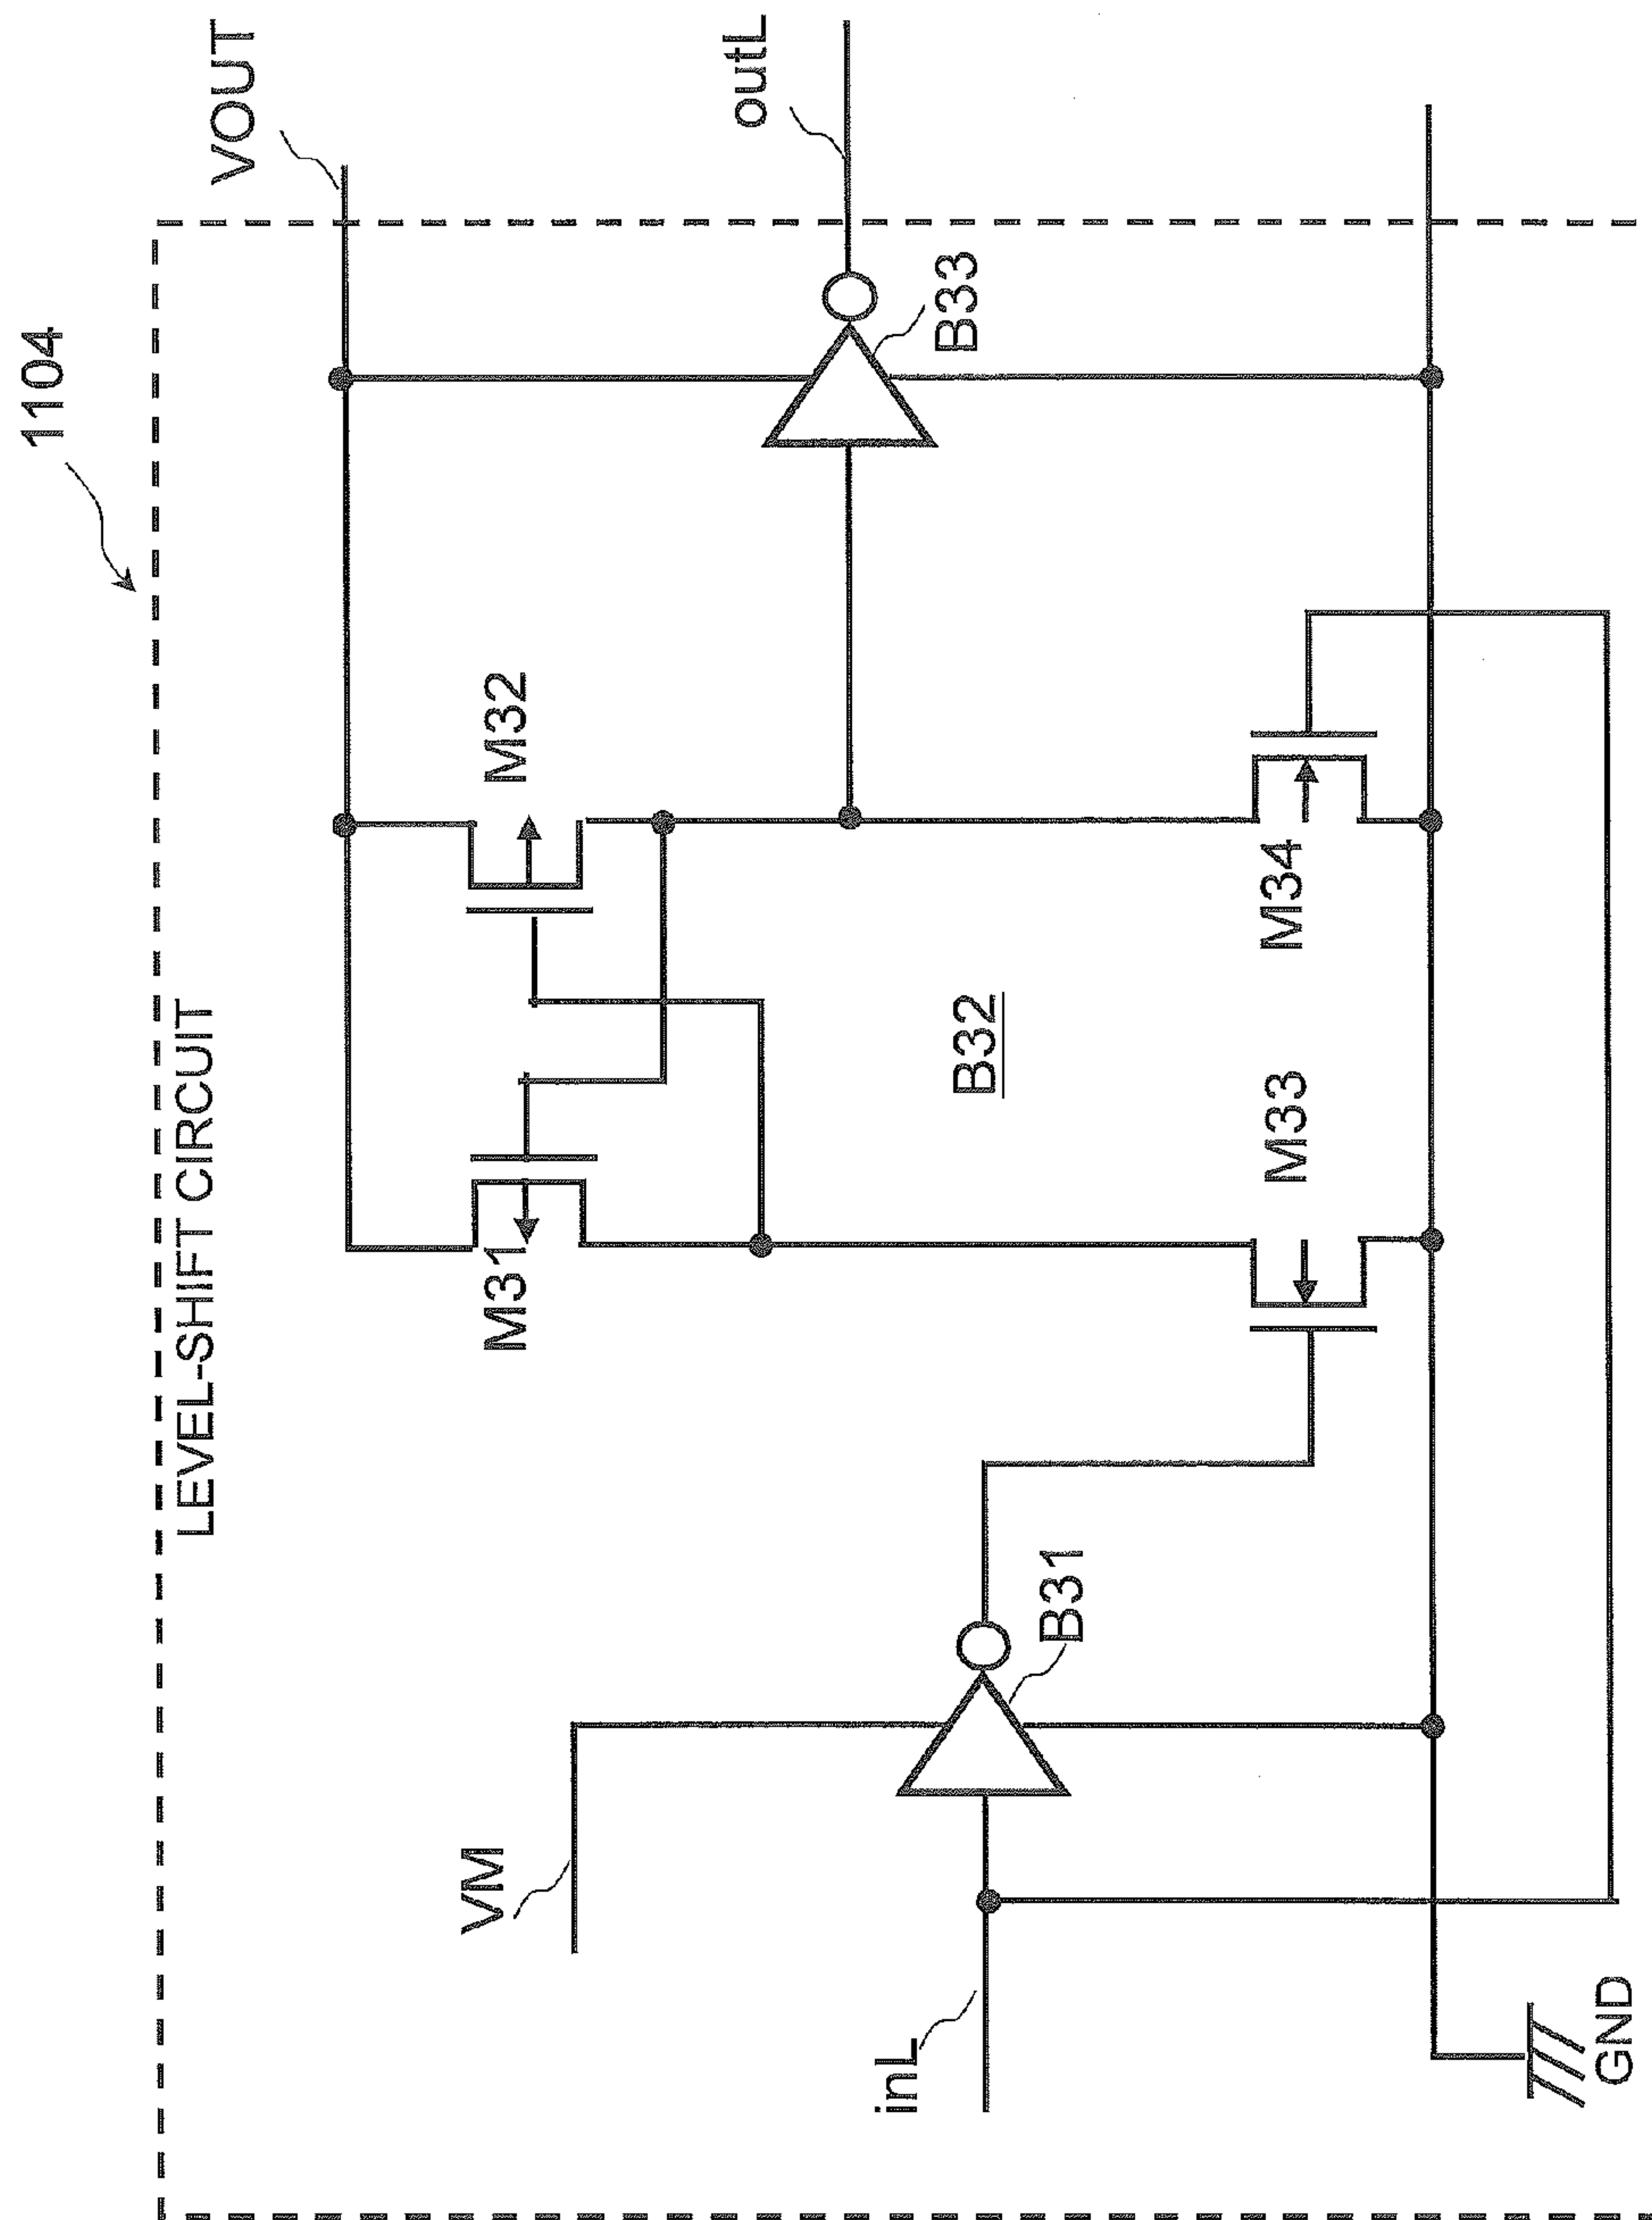 1104
LEVEL-SHIFT CIRCUIT
VOUT
VM
M31
M32
outL
inL
B31
B32
B33
M33
M34
GND